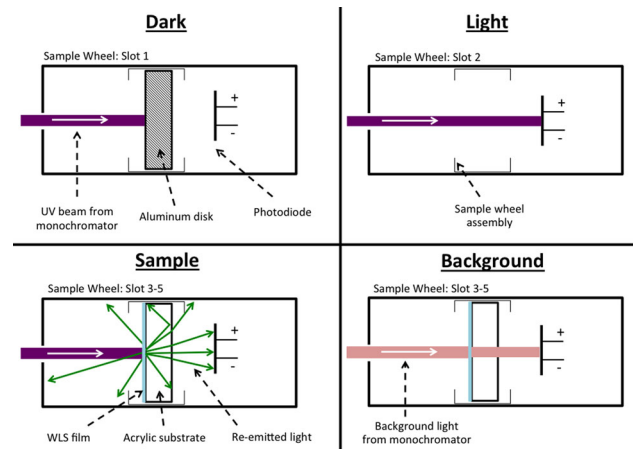 Dark
Sample Wheel: Slot 1
+
-
UV beam from
monochromator
Aluminum disk
Photodiode
Light
Sample Wheel: Slot 2
+
-
Sample wheel
assembly
Sample
Sample Wheel: Slot 3-5
+
-
WLS film
Acrylic substrate
Re-emitted light
Background
Sample Wheel: Slot 3-5
+
-
Background light
from monochromator